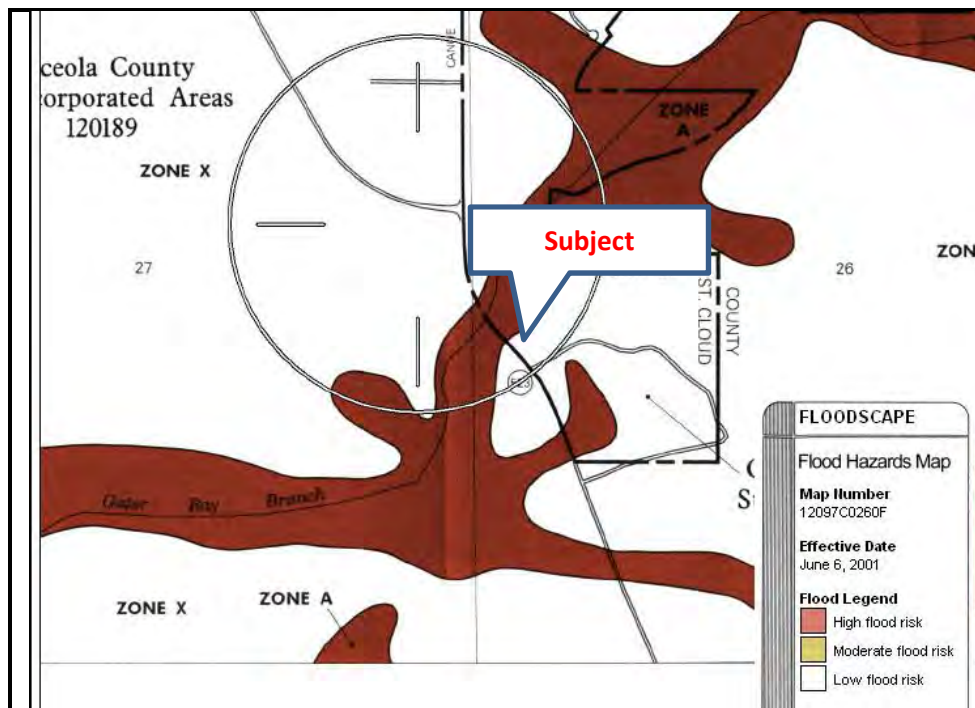 ceola County
corporated Areas
120189
ZONE X
27
CANOE
ZONE
A
Subject
26
ZON
COUNTY
ST. CLOUD
523
Gator Bay Branch
ZONE X
ZONE A
FLOODSCAPE
Flood Hazards Map
Map Number
12097C0260F
Effective Date
June 6, 2001
Flood Legend
High flood risk
Moderate flood risk
Low flood risk